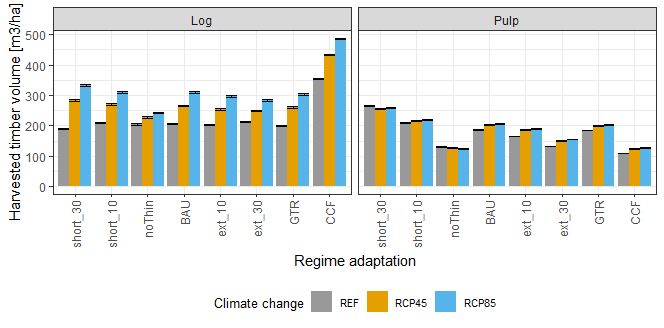 Log Pulp
Harvested timber volume [m3/ha]
500
400
300
200
100
0
short_30 short_10 noThin BAU ext_10 ext_30 GTR CCF short_30 short_10 noThin BAU ext_10 ext_30 GTR CCF
Regime adaptation
Climate change REF RCP45 RCP85